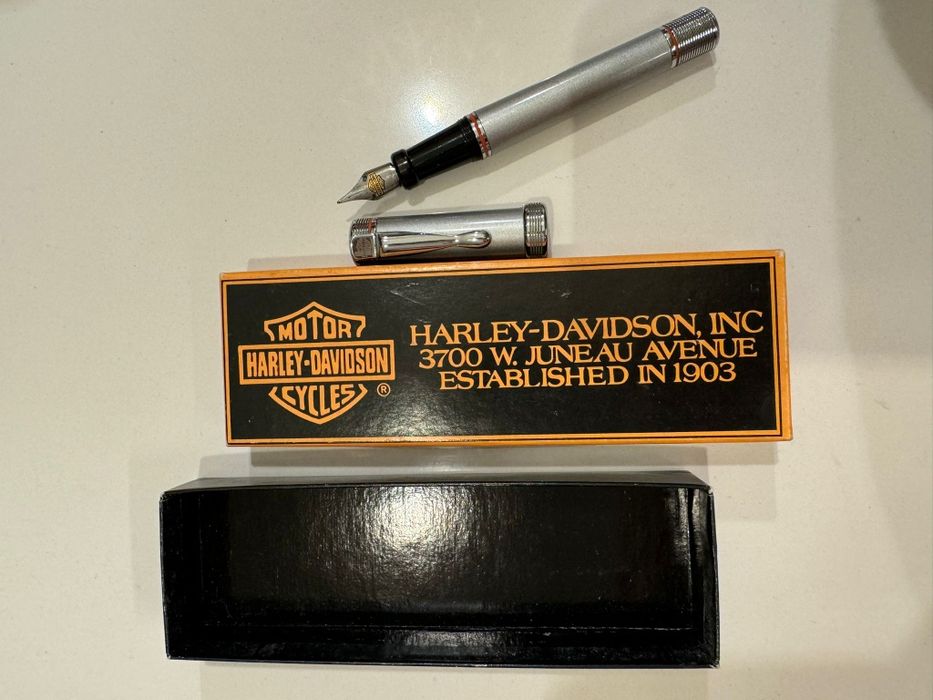 MOTOR
HARLEY-DAVIDSON
CYCLES
®
HARLEY-DAVIDSON, INC
3700 W. JUNEAU AVENUE
ESTABLISHED IN 1903